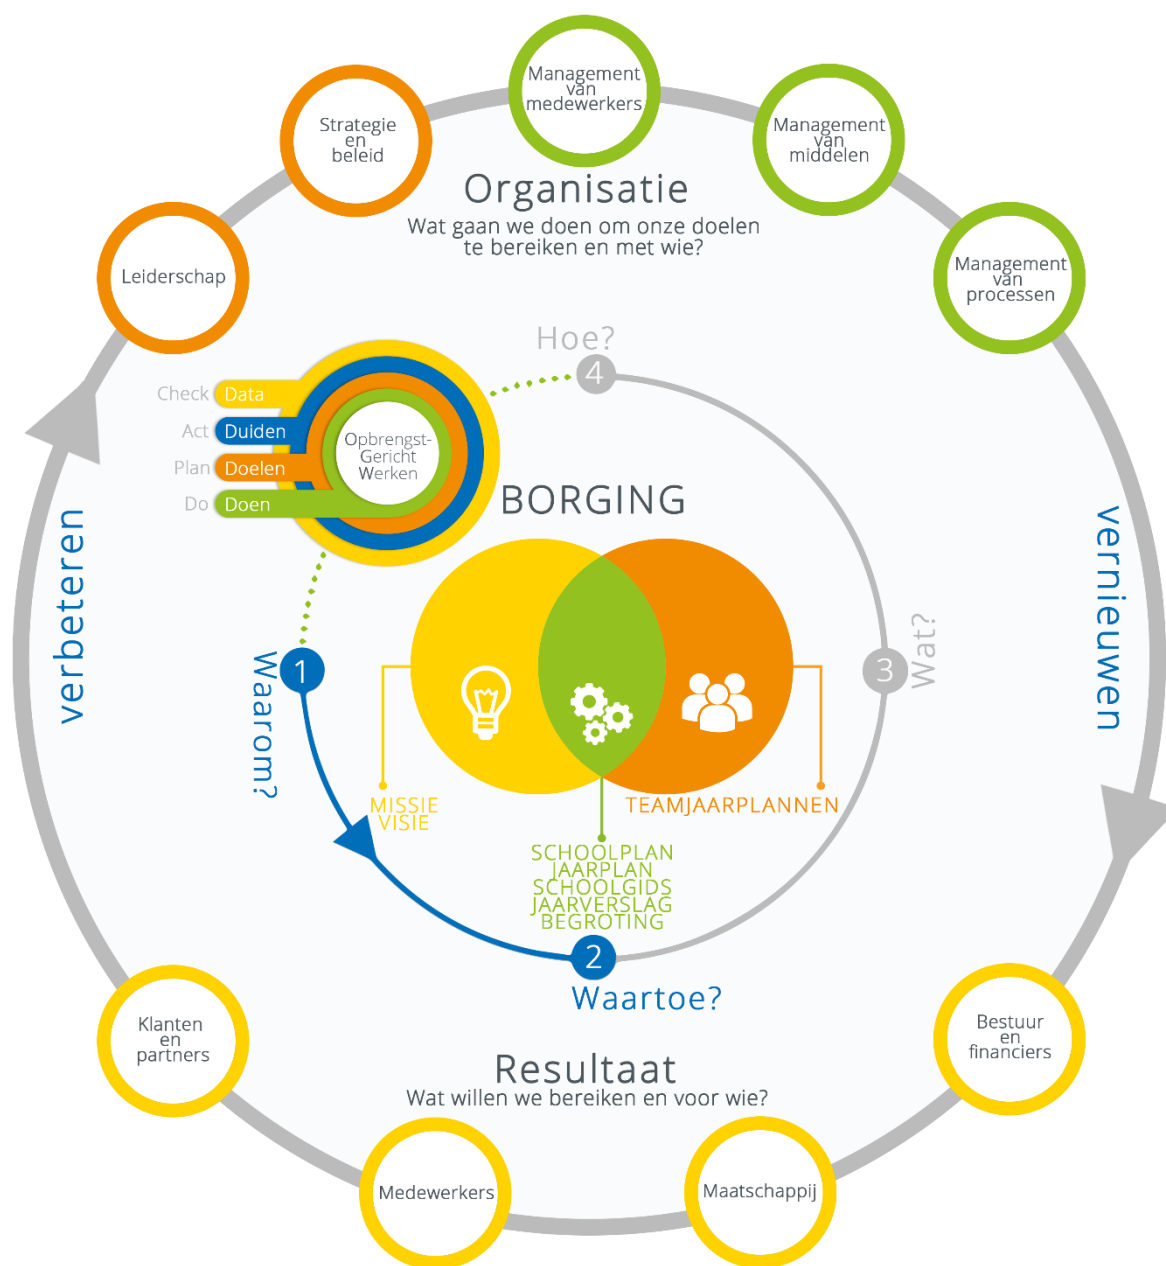 Management
van
medewerkers
Strategie
en
beleid
Management
van
middelen
Leiderschap
Management
van
processen
Organisatie
Wat gaan we doen om onze doelen
te bereiken en met wie?
Hoe?
4
Check Data
Act Duiden
Plan Doelen
Do Doen
Opbrengst-
Gericht
Werken
BORGING
verbeteren
vernieuwen
1
Waarom?
3
Wat?
MISSIE
VISIE
TEAMJAARPLANNEN
SCHOOLPLAN
JAARPLAN
SCHOOLGIDS
JAARVERSLAG
BEGROTING
2
Waartoe?
Resultaat
Wat willen we bereiken en voor wie?
Klanten
en
partners
Bestuur
en
financiers
Medewerkers
Maatschappij